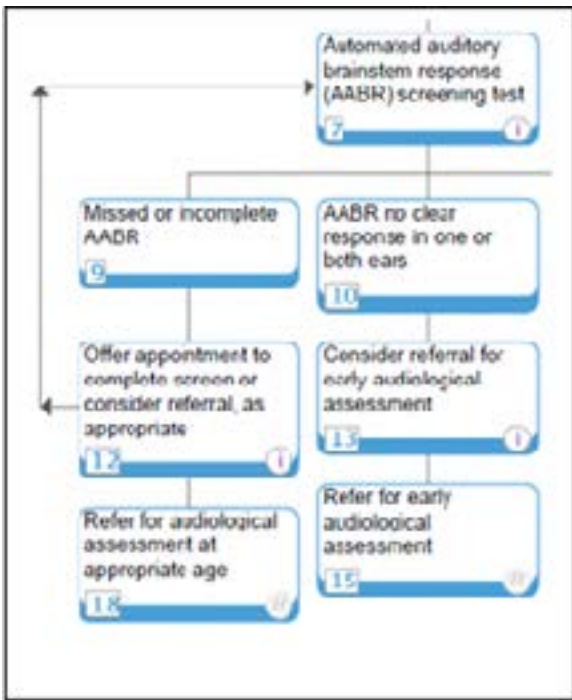 Automated auditory
brainstem response
(AABR) screening test
7
i
Missed or incomplete
AABR
9
AABR no clear
response in one or
both ears
10
Offer appointment to
complete screen or
consider referral, as
appropriate
12
i
Consider referral for
early audiological
assessment
13
i
Refer for audiological
assessment at
appropriate age
18
Refer for early
audiological
assessment
15